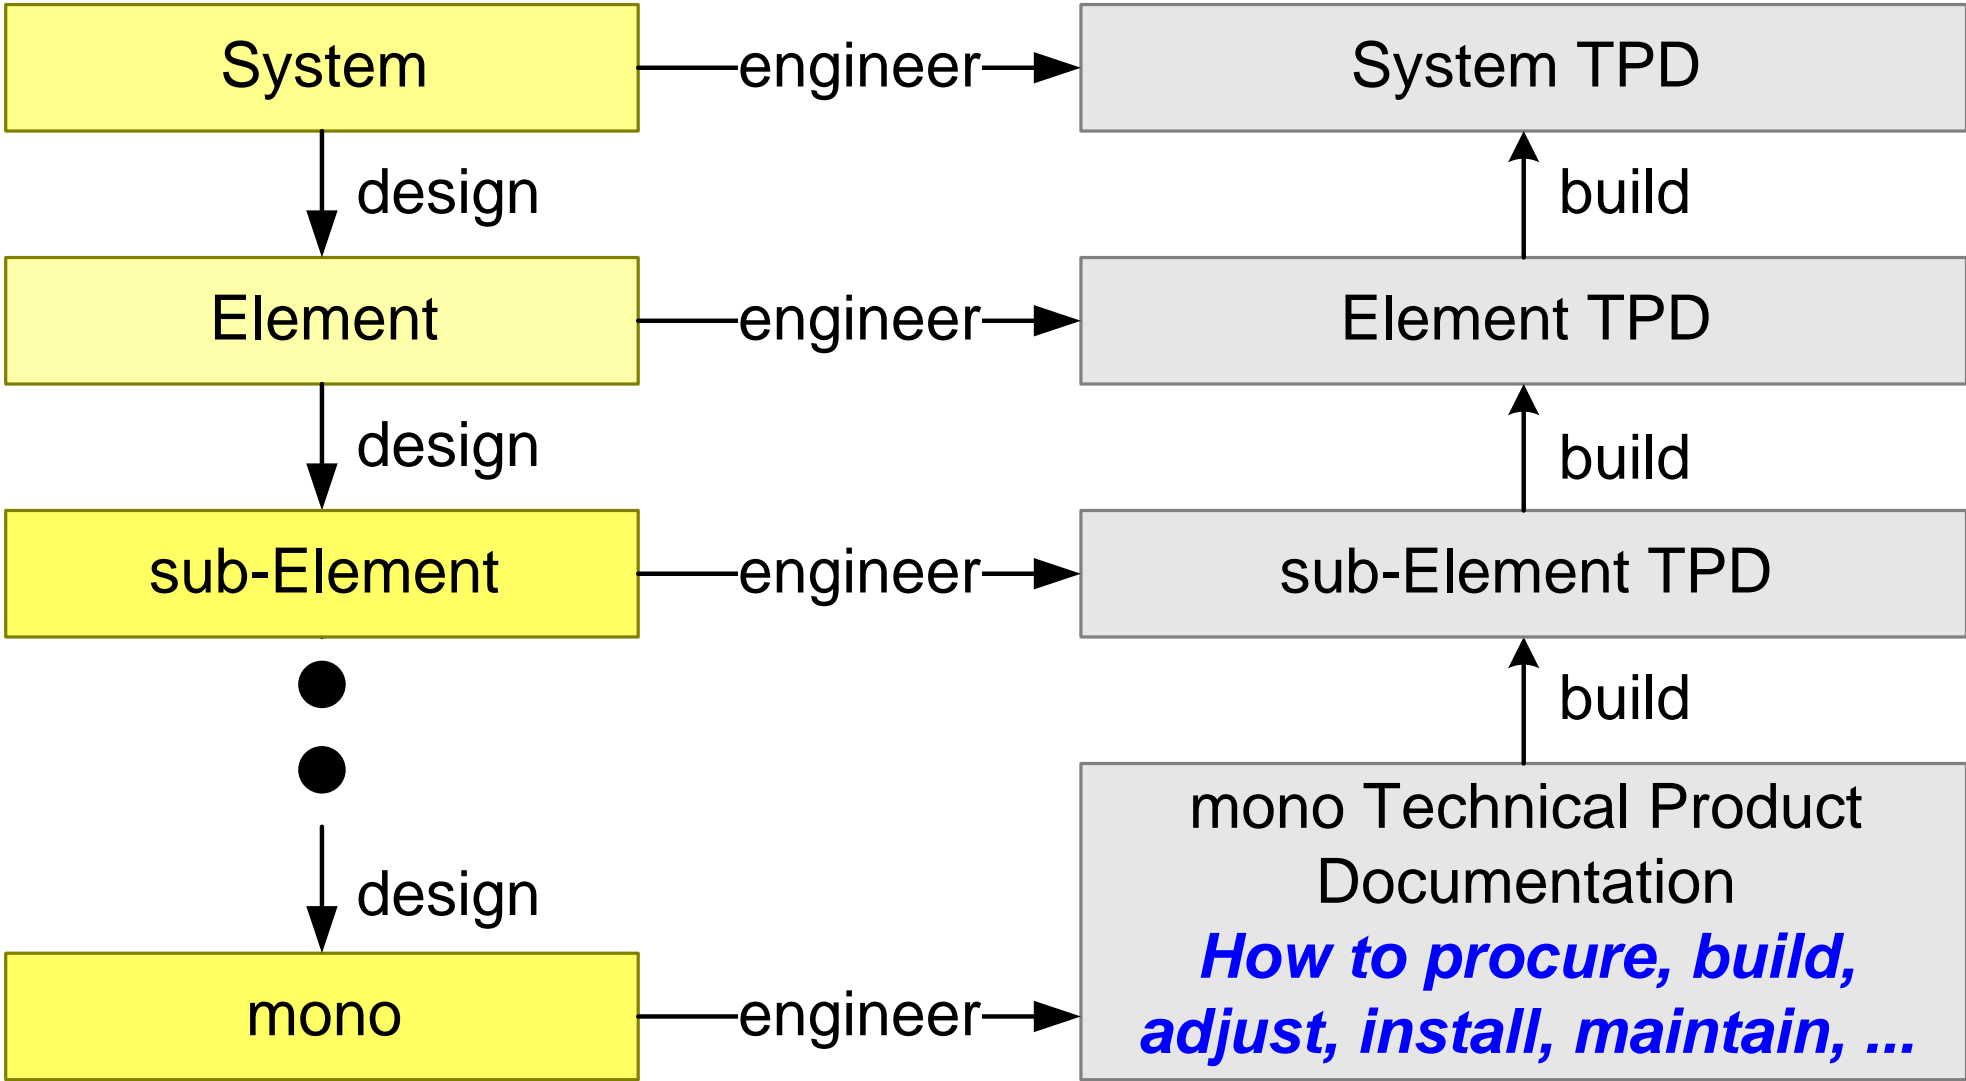 System
engineer
System TPD
design
build
Element
engineer
Element TPD
design
build
sub-Element
engineer
sub-Element TPD
build
design
mono
engineer
mono Technical Product
Documentation
How to procure, build,
adjust, install, maintain, ...